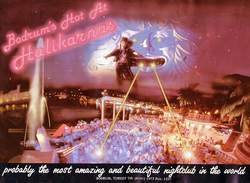 Bodrum's Hot At
Halikarnas
probably the most amazing and beautiful nightclub in the world